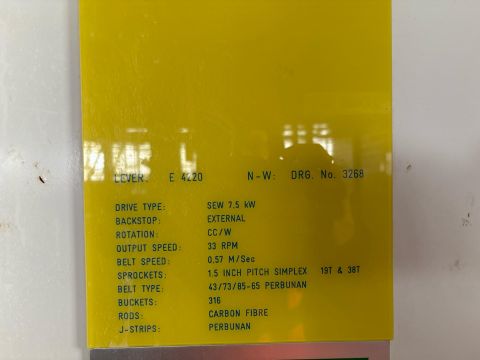 LEVER: E 4220 N-W: DRG. No. 3268
DRIVE TYPE: SEW 7.5 kW
BACKSTOP: EXTERNAL
ROTATION: CC/W
OUTPUT SPEED: 33 RPM
BELT SPEED: 0.57 M/Sec
SPROCKETS: 1.5 INCH PITCH SIMPLEX 19T & 38T
BELT TYPE: 43/73/85-65 PERBUNAN
BUCKETS: 316
RODS: CARBON FIBRE
J-STRIPS: PERBUNAN